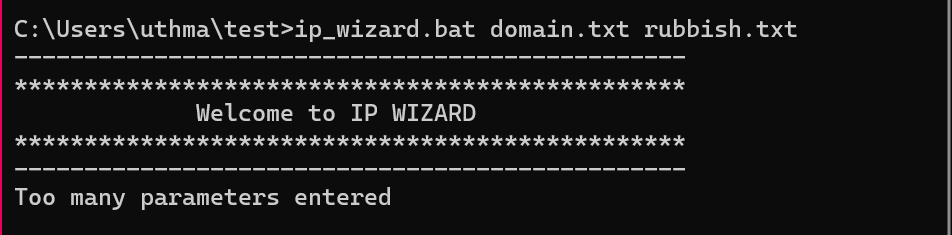 C:\Users\uthma\test>ip_wizard.bat domain.txt rubbish.txt
------------------------------------------------
************************************************
             Welcome to IP WIZARD
************************************************
------------------------------------------------
Too many parameters entered